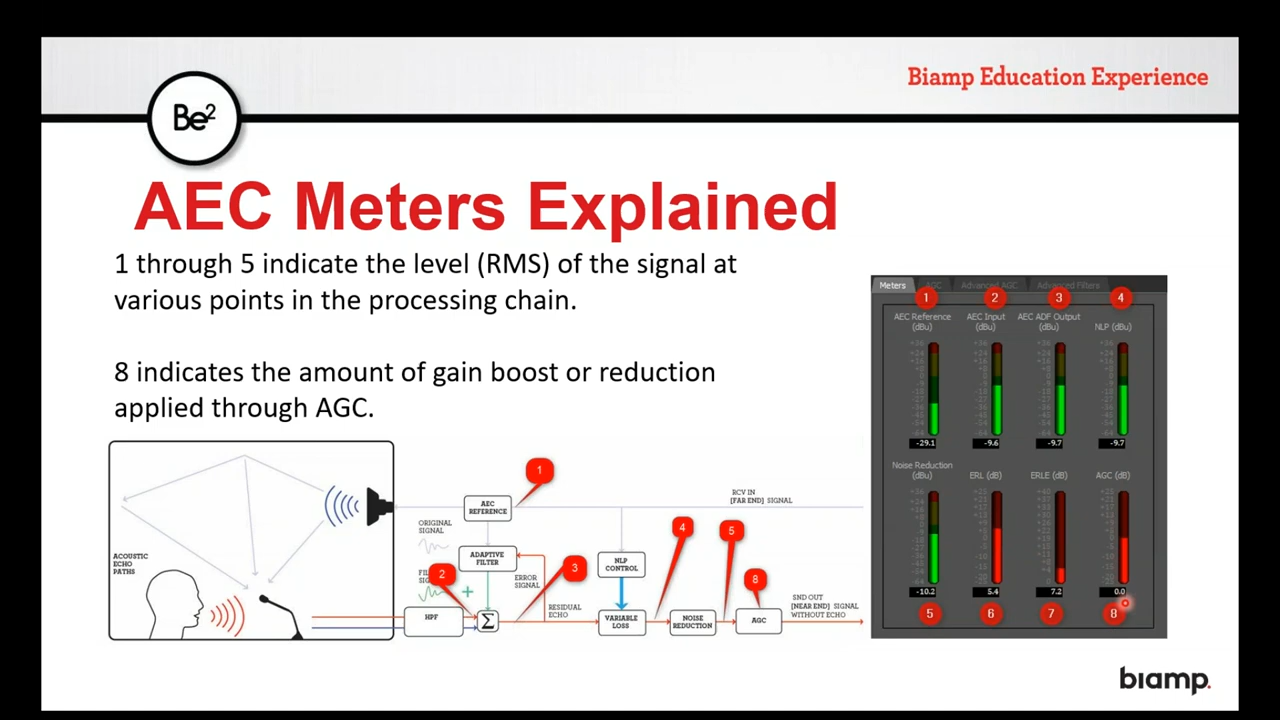 Biamp Education Experience
Be²
AEC Meters Explained
1 through 5 indicate the level (RMS) of the signal at
various points in the processing chain.
8 indicates the amount of gain boost or reduction
applied through AGC.
ACOUSTIC
ECHO
PATHS
1
AEC
REFERENCE
RCV IN
[FAR END] SIGNAL
ORIGINAL
SIGNAL
ADAPTIVE
FILTER
2
+
ERROR
SIGNAL
3
NLP
CONTROL
4
5
8
HPF
Σ
RESIDUAL
ECHO
VARIABLE
LOSS
NOISE
REDUCTION
AGC
SND OUT
[NEAR END] SIGNAL
WITHOUT ECHO
Meters AGC Advanced AGC Advanced Filters
1 2 3 4
AEC Reference
(dBu)
AEC Input
(dBu)
AEC ADF Output
(dBu)
NLP (dBu)
-29.1 -9.6 -9.7 -9.7
Noise Reduction
(dBu)
ERL (dB)
ERLE (dB)
AGC (dB)
-10.2 5.4 7.2 0.0
5 6 7 8
biamp.